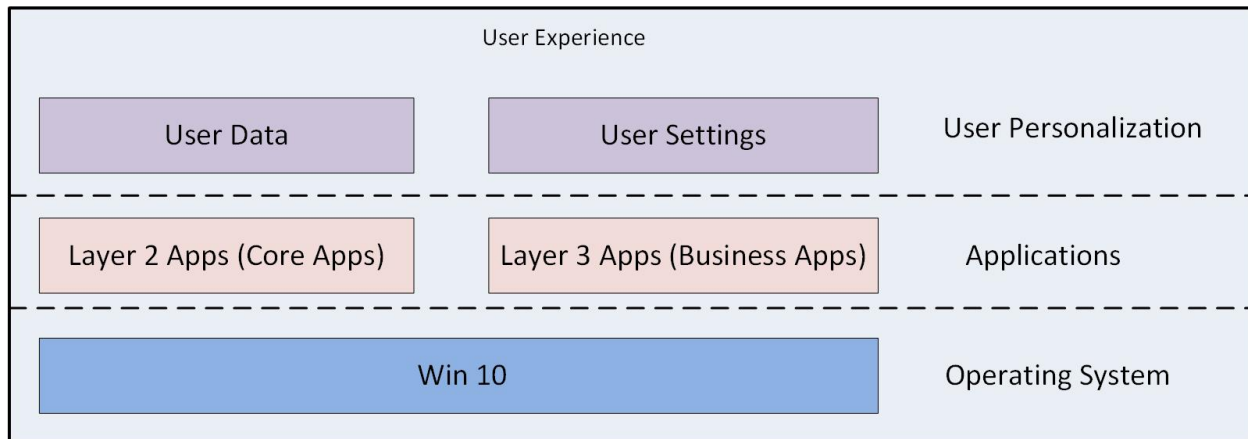 User Experience
User Data
User Settings
User Personalization
Layer 2 Apps (Core Apps)
Layer 3 Apps (Business Apps)
Applications
Win 10
Operating System